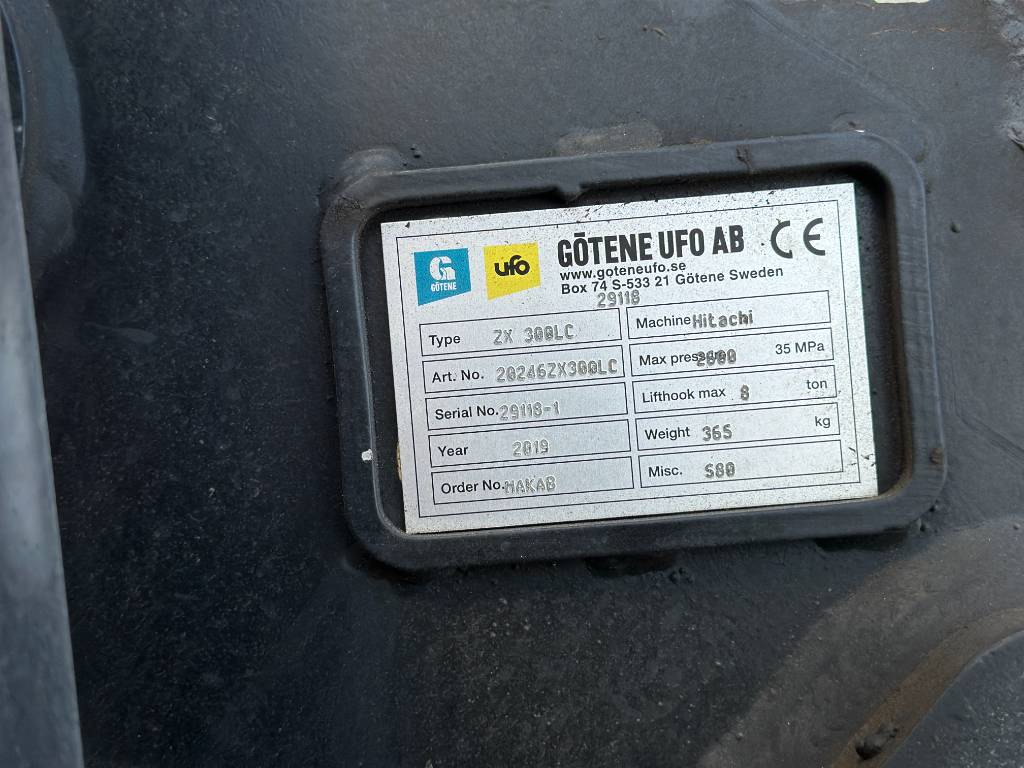 GÖTENE
ufo
GÖTENE UFO AB CE
www.goteneufo.se
Box 74 S-533 21 Götene Sweden
29118
Type ZX 300LC
Machine Hitachi
Art. No. 20246ZX300LC
Max pressure 35 MPa
Serial No. 29118-1
Lifthook max 8 ton
Year 2019
Weight 365 kg
Order No. MAKAB
Misc. S80